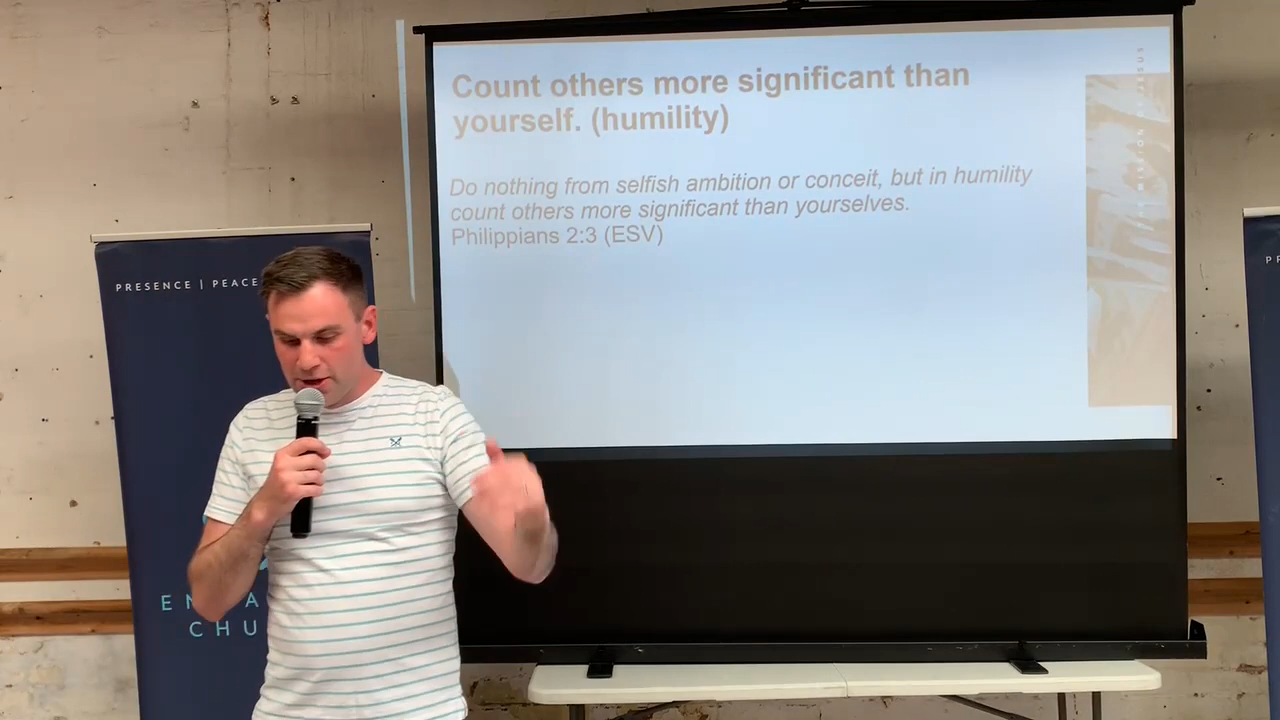 Count others more significant than
yourself. (humility)
Do nothing from selfish ambition or conceit, but in humility
count others more significant than yourselves.
Philippians 2:3 (ESV)
PRESENCE | PEACE